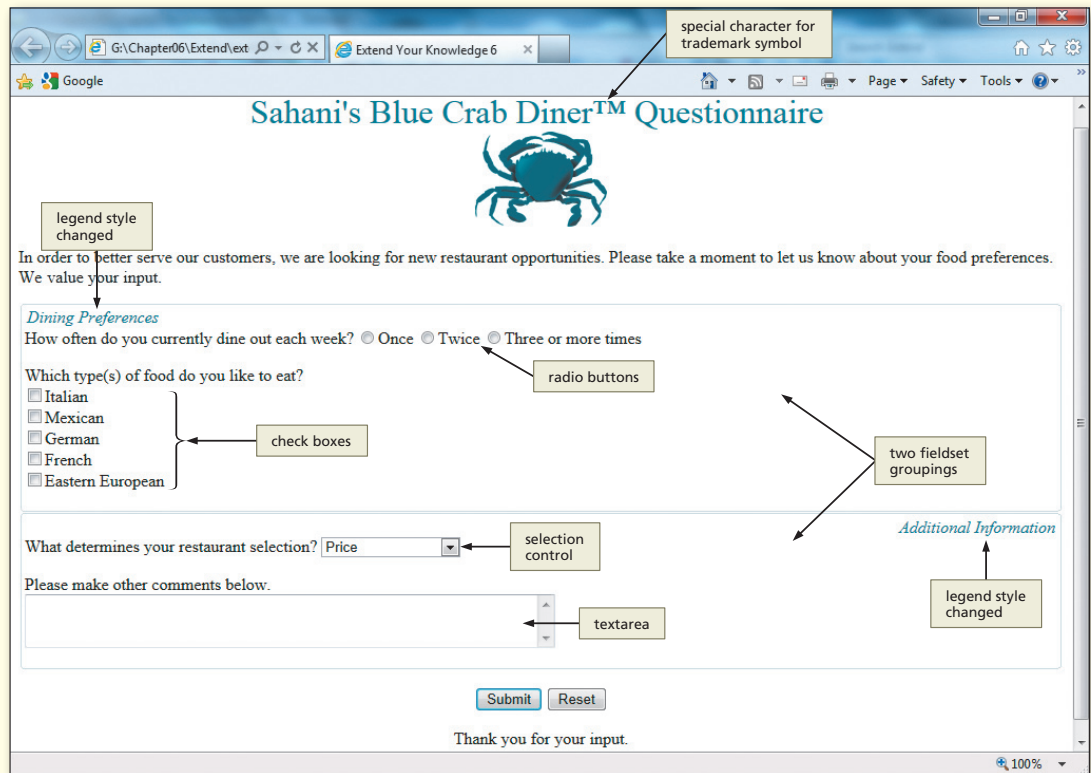 special character for
trademark symbol
G:\Chapter06\Extend\ext
Extend Your Knowledge 6
Google
Page
Safety
Tools
Sahani's Blue Crab Diner™ Questionnaire
legend style
changed
In order to better serve our customers, we are looking for new restaurant opportunities. Please take a moment to let us know about your food preferences.
We value your input.
Dining Preferences
How often do you currently dine out each week? Once Twice Three or more times
radio buttons
Which type(s) of food do you like to eat?
Italian
Mexican
German
French
Eastern European
check boxes
two fieldset
groupings
Additional Information
What determines your restaurant selection? Price
selection
control
Please make other comments below.
textarea
legend style
changed
Submit Reset
Thank you for your input.
100%